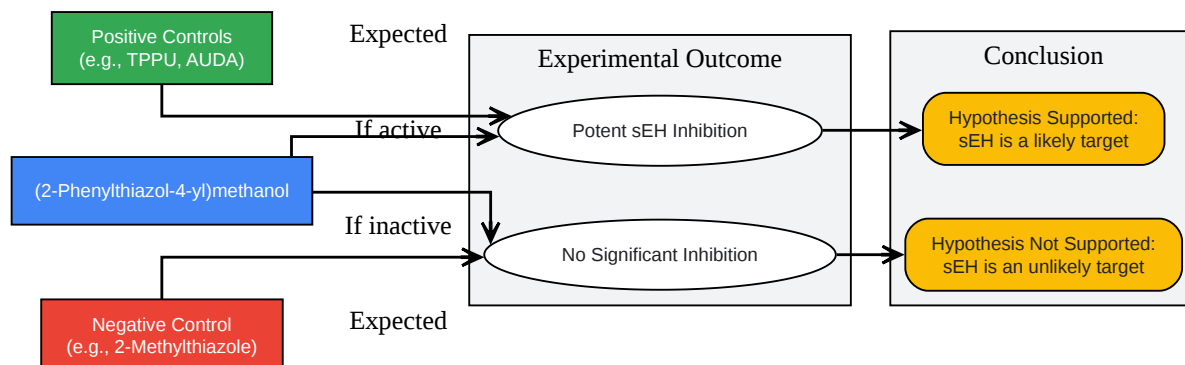 Positive Controls
(e.g., TPPU, AUDA)
Expected
Experimental Outcome
Conclusion
If active
Potent sEH Inhibition
Hypothesis Supported:
sEH is a likely target
(2-Phenylthiazol-4-yl)methanol
If inactive
No Significant Inhibition
Hypothesis Not Supported:
sEH is an unlikely target
Expected
Negative Control
(e.g., 2-Methylthiazole)